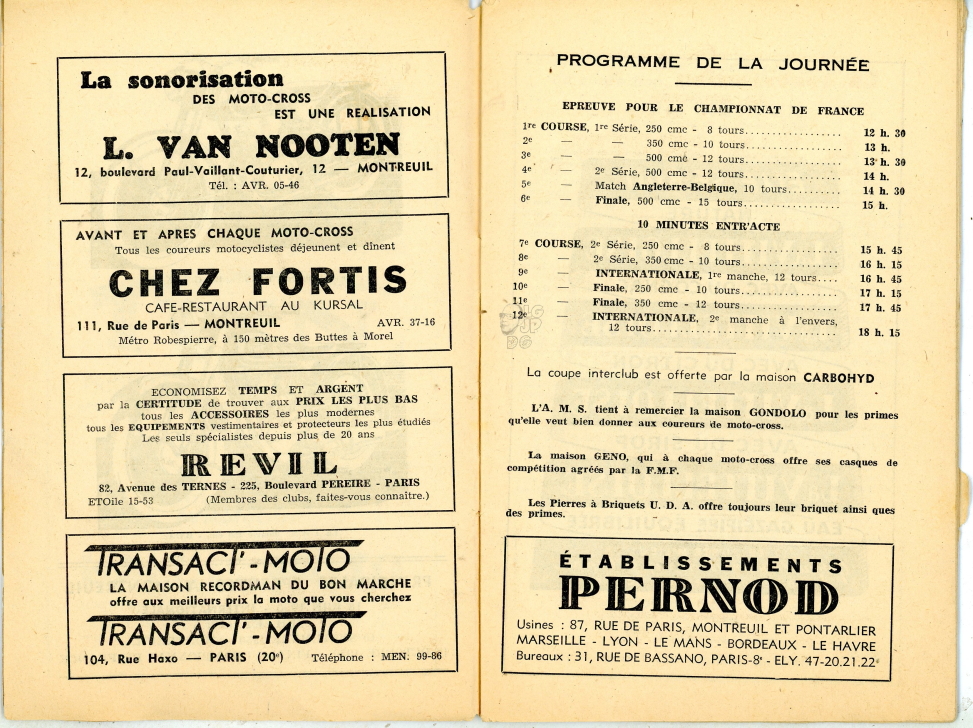 La sonorisation
DES MOTO-CROSS
EST UNE REALISATION
L. VAN NOOTEN
12, boulevard Paul-Vaillant-Couturier, 12 — MONTREUIL
Tél. : AVR. 05-46
AVANT ET APRES CHAQUE MOTO-CROSS
Tous les coureurs motocyclistes déjeunent et dînent
CHEZ FORTIS
CAFE-RESTAURANT AU KURSAL
111, Rue de Paris — MONTREUIL AVR. 37-16
Métro Robespierre, à 150 mètres des Buttes à Morel
ECONOMISEZ TEMPS ET ARGENT
par la CERTITUDE de trouver aux PRIX LES PLUS BAS
tous les ACCESSOIRES les plus modernes
tous les EQUIPEMENTS vestimentaires et protecteurs les plus étudiés
Les seuls spécialistes depuis plus de 20 ans
REVIL
82, Avenue des TERNES - 225, Boulevard PEREIRE - PARIS
ETOile 15-53 (Membres des clubs, faites-vous connaître.)
TRANSACT'-MOTO
LA MAISON RECORDMAN DU BON MARCHE
offre aux meilleurs prix la moto que vous cherchez
TRANSACT'-MOTO
104, Rue Haxo — PARIS (20e) Téléphone : MEN. 99-86
PROGRAMME DE LA JOURNÉE
EPREUVE POUR LE CHAMPIONNAT DE FRANCE
1re COURSE, 1re Série, 250 cmc - 8 tours.................. 12 h. 30
2e — — 350 cmc - 10 tours.................. 13 h.
3e — — 500 cmc - 12 tours.................. 13 h. 30
4e — 2e Série, 500 cmc - 12 tours.................. 14 h.
5e — Match Angleterre-Belgique, 10 tours.................. 14 h. 30
6e — Finale, 500 cmc - 15 tours.................. 15 h.
10 MINUTES ENTR'ACTE
7e COURSE, 2e Série, 250 cmc - 8 tours.................. 15 h. 45
8e — 2e Série, 350 cmc - 10 tours.................. 16 h. 15
9e — INTERNATIONALE, 1re manche, 12 tours.... 16 h. 45
10e — Finale, 250 cmc - 10 tours.................. 17 h. 15
11e — Finale, 350 cmc - 12 tours.................. 17 h. 45
12e — INTERNATIONALE, 2e manche à l'envers,
12 tours.................. 18 h. 15
La coupe interclub est offerte par la maison CARBOHYD
L'A. M. S. tient à remercier la maison GONDOLO pour les primes
qu'elle veut bien donner aux coureurs de moto-cross.
La maison GENO, qui à chaque moto-cross offre ses casques de
compétition agréés par la F.M.F.
Les Pierres à Briquets U. D. A. offre toujours leur briquet ainsi que
des primes.
ÉTABLISSEMENTS
PERNOD
Usines : 87, RUE DE PARIS, MONTREUIL ET PONTARLIER
MARSEILLE - LYON - LE MANS - BORDEAUX - LE HAVRE
Bureaux : 31, RUE DE BASSANO, PARIS-8e - ELY. 47-20.21.22